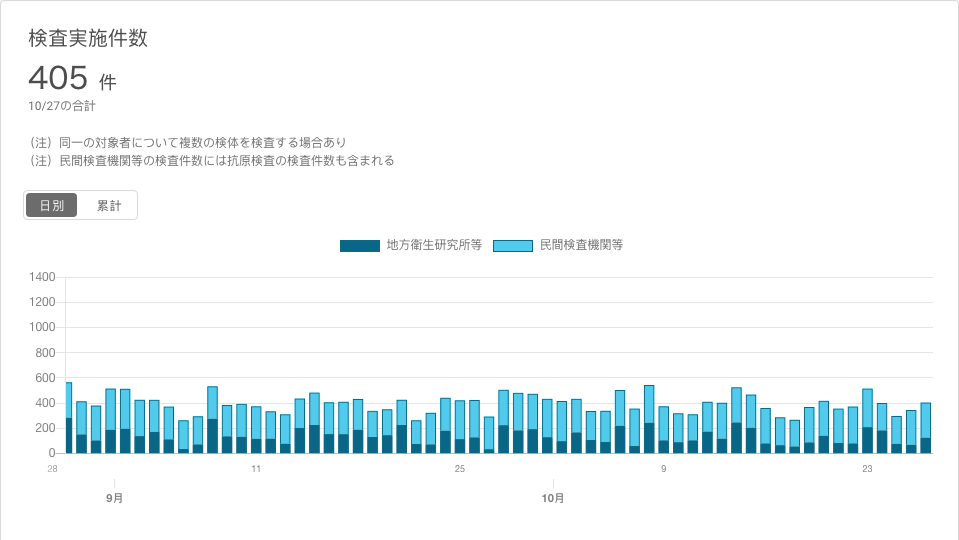 検査実施件数
405 件
10/27の合計
（注）同一の対象者について複数の検体を検査する場合あり
（注）民間検査機関等の検査件数には抗原検査の検査件数も含まれる
日別 累計
地方衛生研究所等 民間検査機関等
1400
1200
1000
800
600
400
200
0
28 11 25 9 23
9月 10月